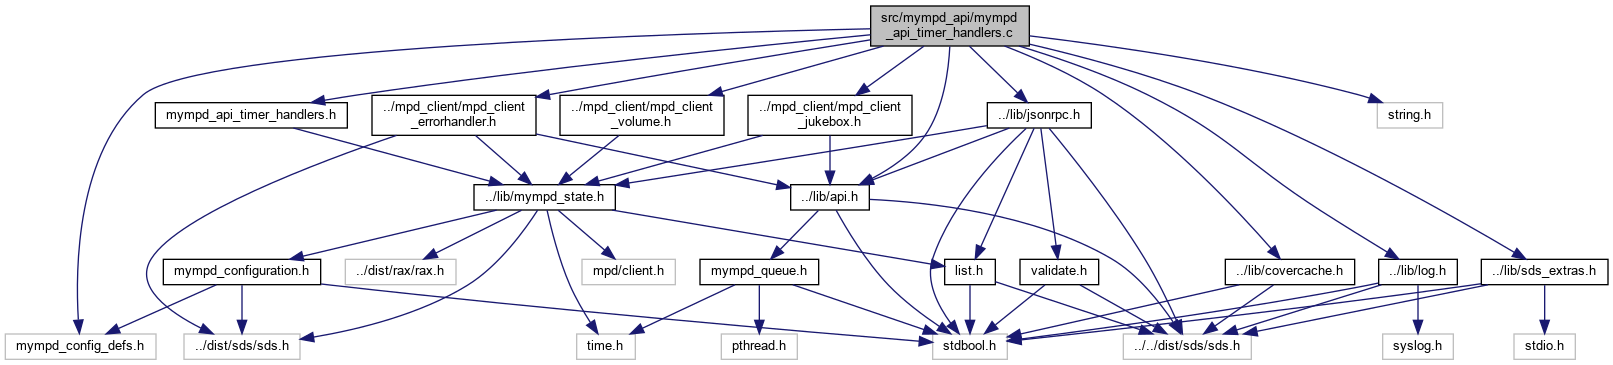 src/mympd_api/mympd
_api_timer_handlers.c
mympd_api_timer_handlers.h
../mpd_client/mpd_client
_errorhandler.h
../mpd_client/mpd_client
_volume.h
../mpd_client/mpd_client
_jukebox.h
../lib/jsonrpc.h
string.h
../lib/mympd_state.h
../lib/api.h
mympd_configuration.h
../dist/rax/rax.h
mpd/client.h
mympd_queue.h
list.h
validate.h
../lib/covercache.h
../lib/log.h
../lib/sds_extras.h
mympd_config_defs.h
../dist/sds/sds.h
time.h
pthread.h
stdbool.h
../../dist/sds/sds.h
syslog.h
stdio.h